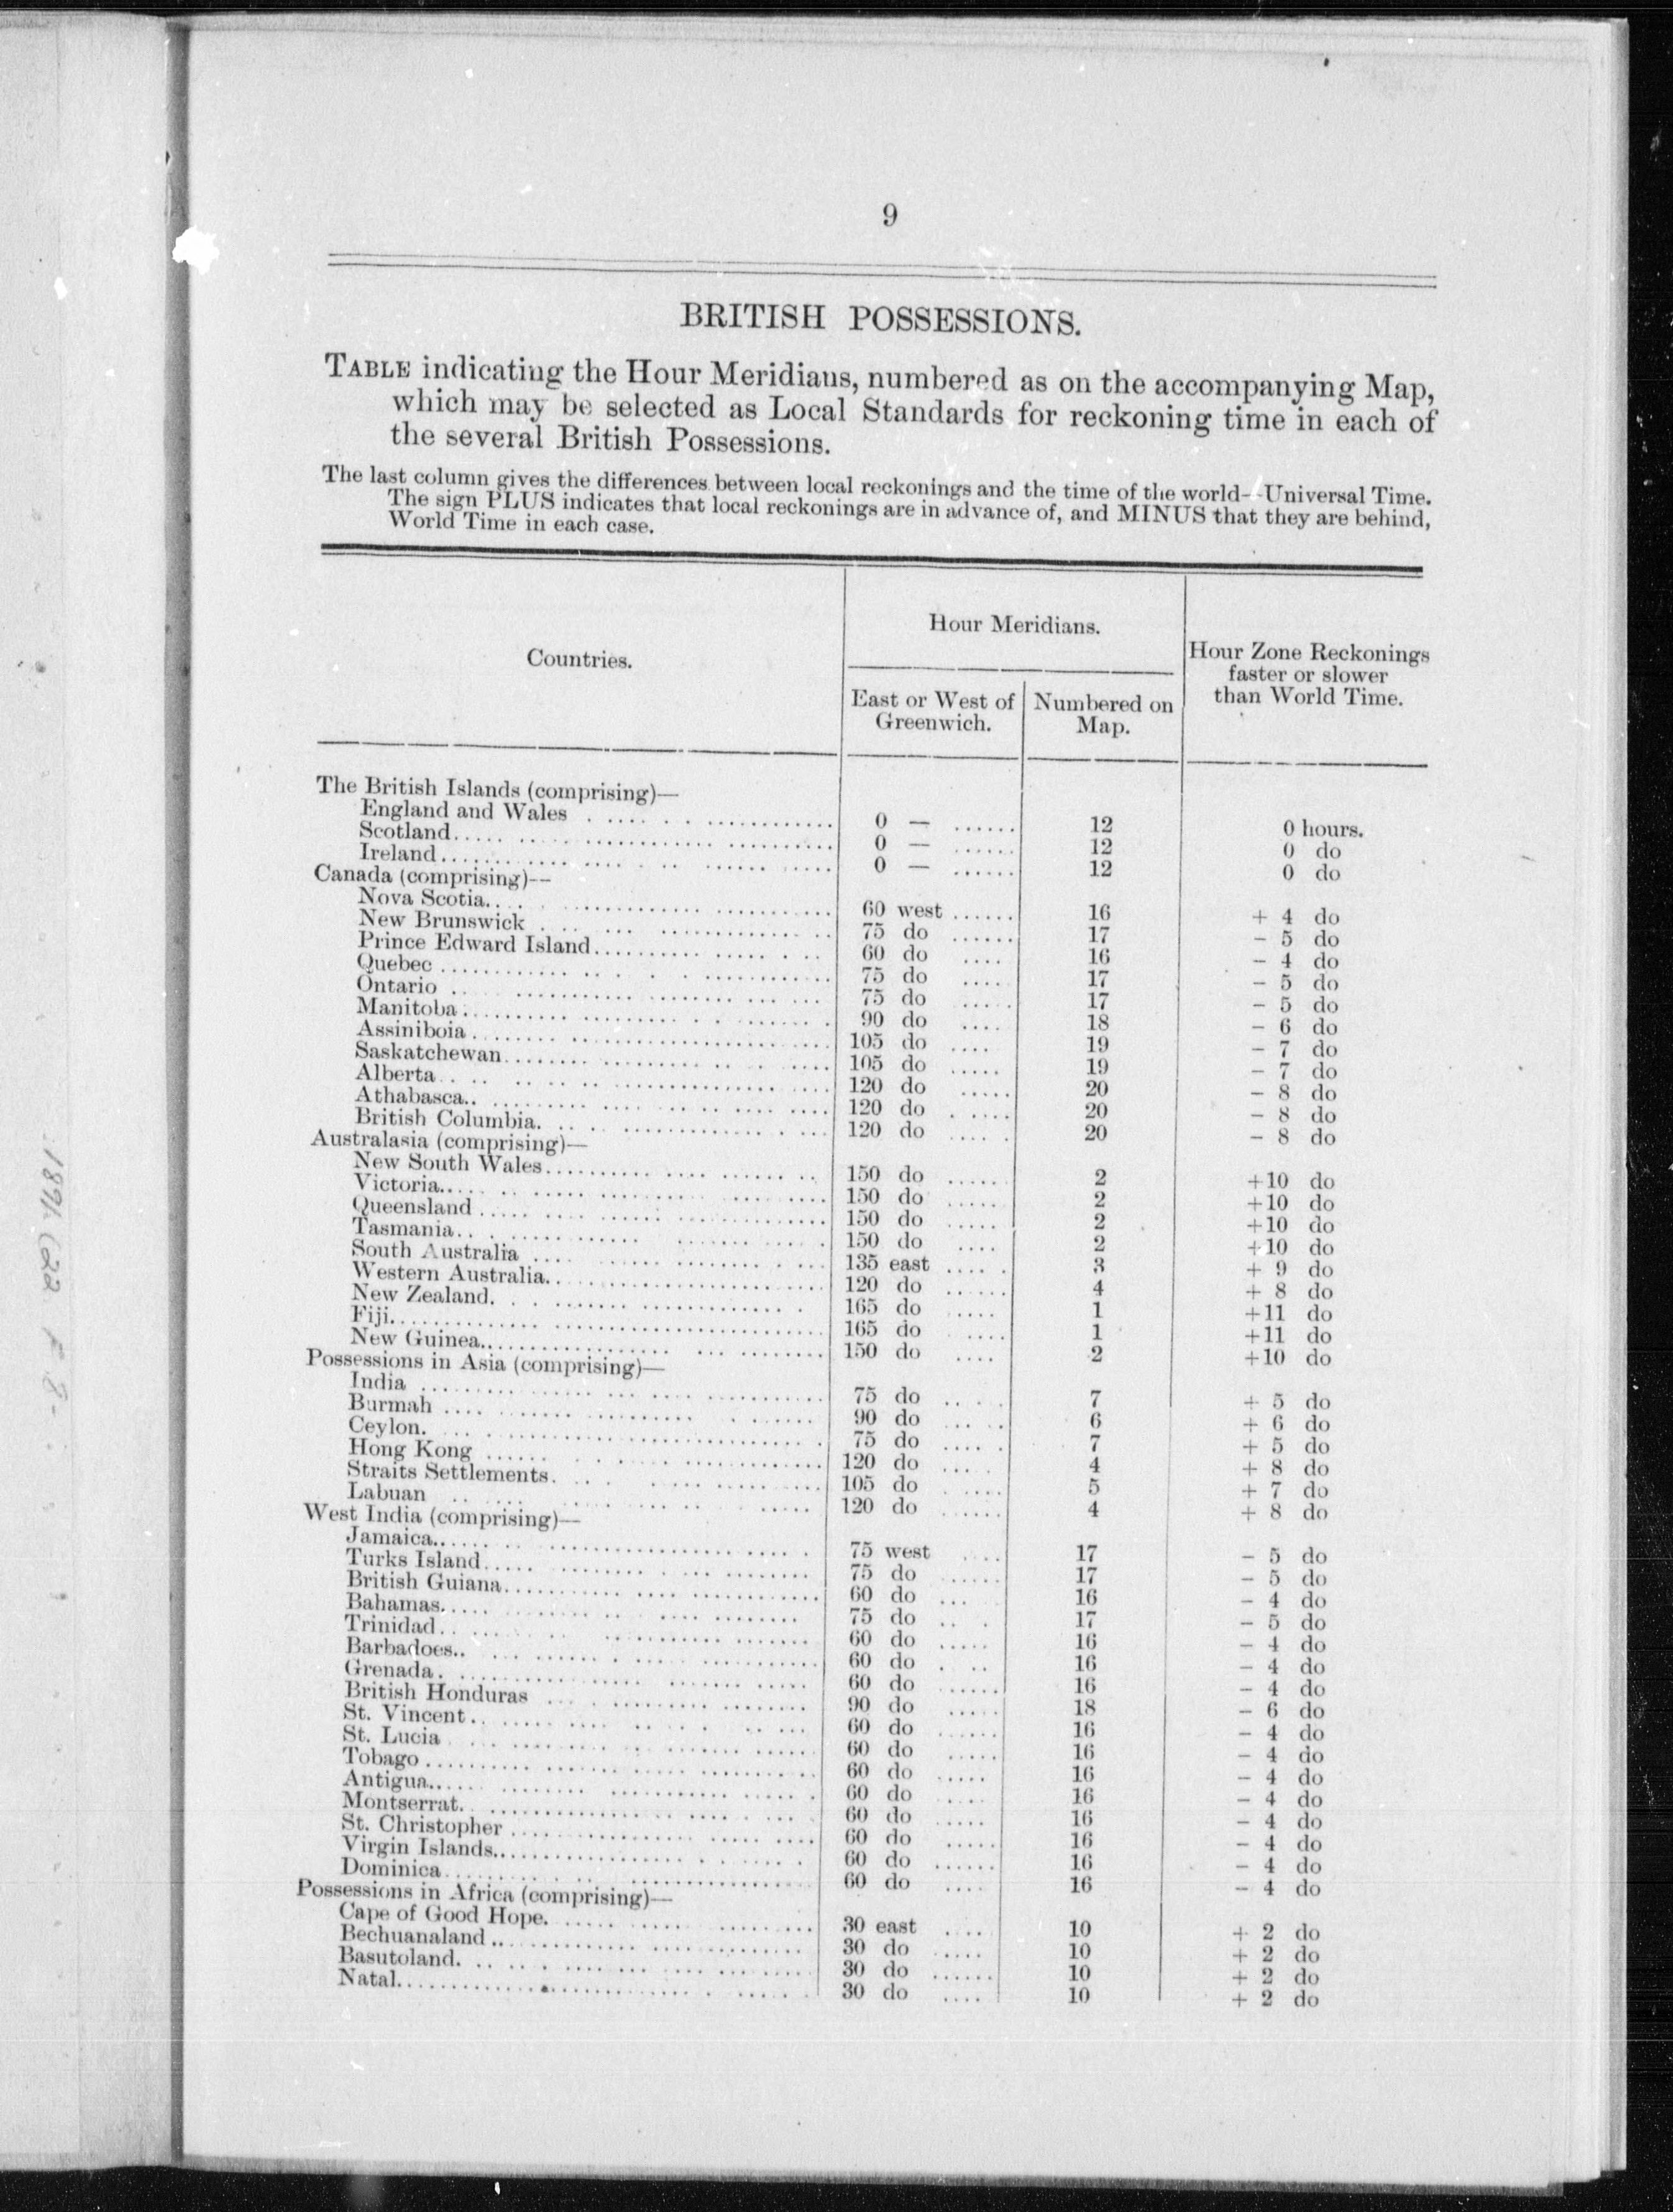 9
BRITISH POSSESSIONS.
TABLE indicating the Hour Meridians, numbered as on the accompanying Map,
which may be selected as Local Standards for reckoning time in each of
the several British Possessions.
The last column gives the differences between local reckonings and the time of the world--Universal Time.
The sign PLUS indicates that local reckonings are in advance of, and MINUS that they are behind,
World Time in each case.
Countries.
Hour Meridians.
East or West of Greenwich.
Numbered on Map.
Hour Zone Reckonings faster or slower than World Time.
The British Islands (comprising)—
England and Wales 0 — 12 0 hours.
Scotland 0 — 12 0 do
Ireland 0 — 12 0 do
Canada (comprising)—
Nova Scotia 60 west 16 + 4 do
New Brunswick 75 do 17 - 5 do
Prince Edward Island 60 do 16 - 4 do
Quebec 75 do 17 - 5 do
Ontario 75 do 17 - 5 do
Manitoba 90 do 18 - 6 do
Assiniboia 105 do 19 - 7 do
Saskatchewan 105 do 19 - 7 do
Alberta 120 do 20 - 8 do
Athabasca 120 do 20 - 8 do
British Columbia 120 do 20 - 8 do
Australasia (comprising)—
New South Wales 150 do 2 +10 do
Victoria 150 do 2 +10 do
Queensland 150 do 2 +10 do
Tasmania 150 do 2 +10 do
South Australia 135 east 3 + 9 do
Western Australia 120 do 4 + 8 do
New Zealand 165 do 1 +11 do
Fiji 165 do 1 +11 do
New Guinea 150 do 2 +10 do
Possessions in Asia (comprising)—
India 75 do 7 + 5 do
Burmah 90 do 6 + 6 do
Ceylon 75 do 7 + 5 do
Hong Kong 120 do 4 + 8 do
Straits Settlements 105 do 5 + 7 do
Labuan 120 do 4 + 8 do
West India (comprising)—
Jamaica 75 west 17 - 5 do
Turks Island 75 do 17 - 5 do
British Guiana 60 do 16 - 4 do
Bahamas 75 do 17 - 5 do
Trinidad 60 do 16 - 4 do
Barbadoes 60 do 16 - 4 do
Grenada 60 do 16 - 4 do
British Honduras 90 do 18 - 6 do
St. Vincent 60 do 16 - 4 do
St. Lucia 60 do 16 - 4 do
Tobago 60 do 16 - 4 do
Antigua 60 do 16 - 4 do
Montserrat 60 do 16 - 4 do
St. Christopher 60 do 16 - 4 do
Virgin Islands 60 do 16 - 4 do
Dominica 60 do 16 - 4 do
Possessions in Africa (comprising)—
Cape of Good Hope 30 east 10 + 2 do
Bechuanaland 30 do 10 + 2 do
Basutoland 30 do 10 + 2 do
Natal 30 do 10 + 2 do